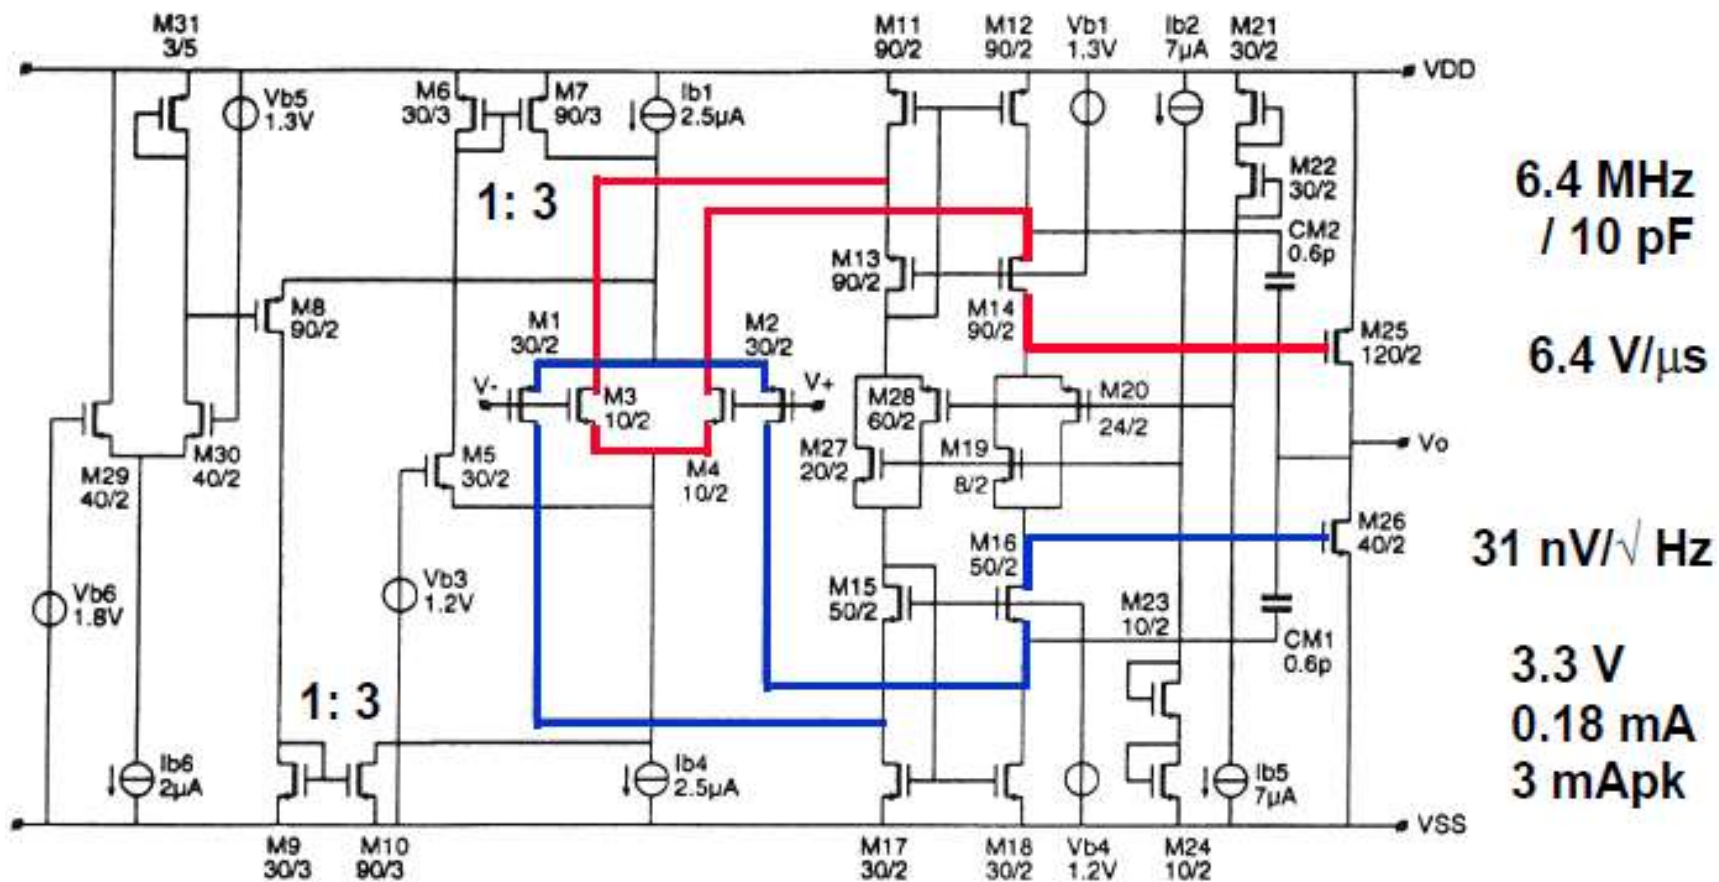 M31
3/5
M11
90/2
M12
90/2
Vb1
1.3V
Ib2
7µA
M21
30/2
VDD
Vb5
1.3V
M6
30/3
M7
90/3
Ib1
2.5µA
M22
30/2
1: 3
6.4 MHz
/ 10 pF
CM2
0.6p
M13
90/2
M8
90/2
M14
90/2
M1
30/2
M2
30/2
M25
120/2
6.4 V/µs
V-
V+
M3
10/2
M28
60/2
M20
24/2
M29
40/2
M30
40/2
M5
30/2
M4
10/2
M27
20/2
M19
8/2
Vo
M26
40/2
31 nV/√ Hz
M16
50/2
Vb6
1.8V
Vb3
1.2V
M15
50/2
M23
10/2
CM1
0.6p
1: 3
3.3 V
0.18 mA
3 mApk
Ib6
2µA
Ib4
2.5µA
Ib5
7µA
VSS
M9
30/3
M10
90/3
M17
30/2
M18
30/2
Vb4
1.2V
M24
10/2